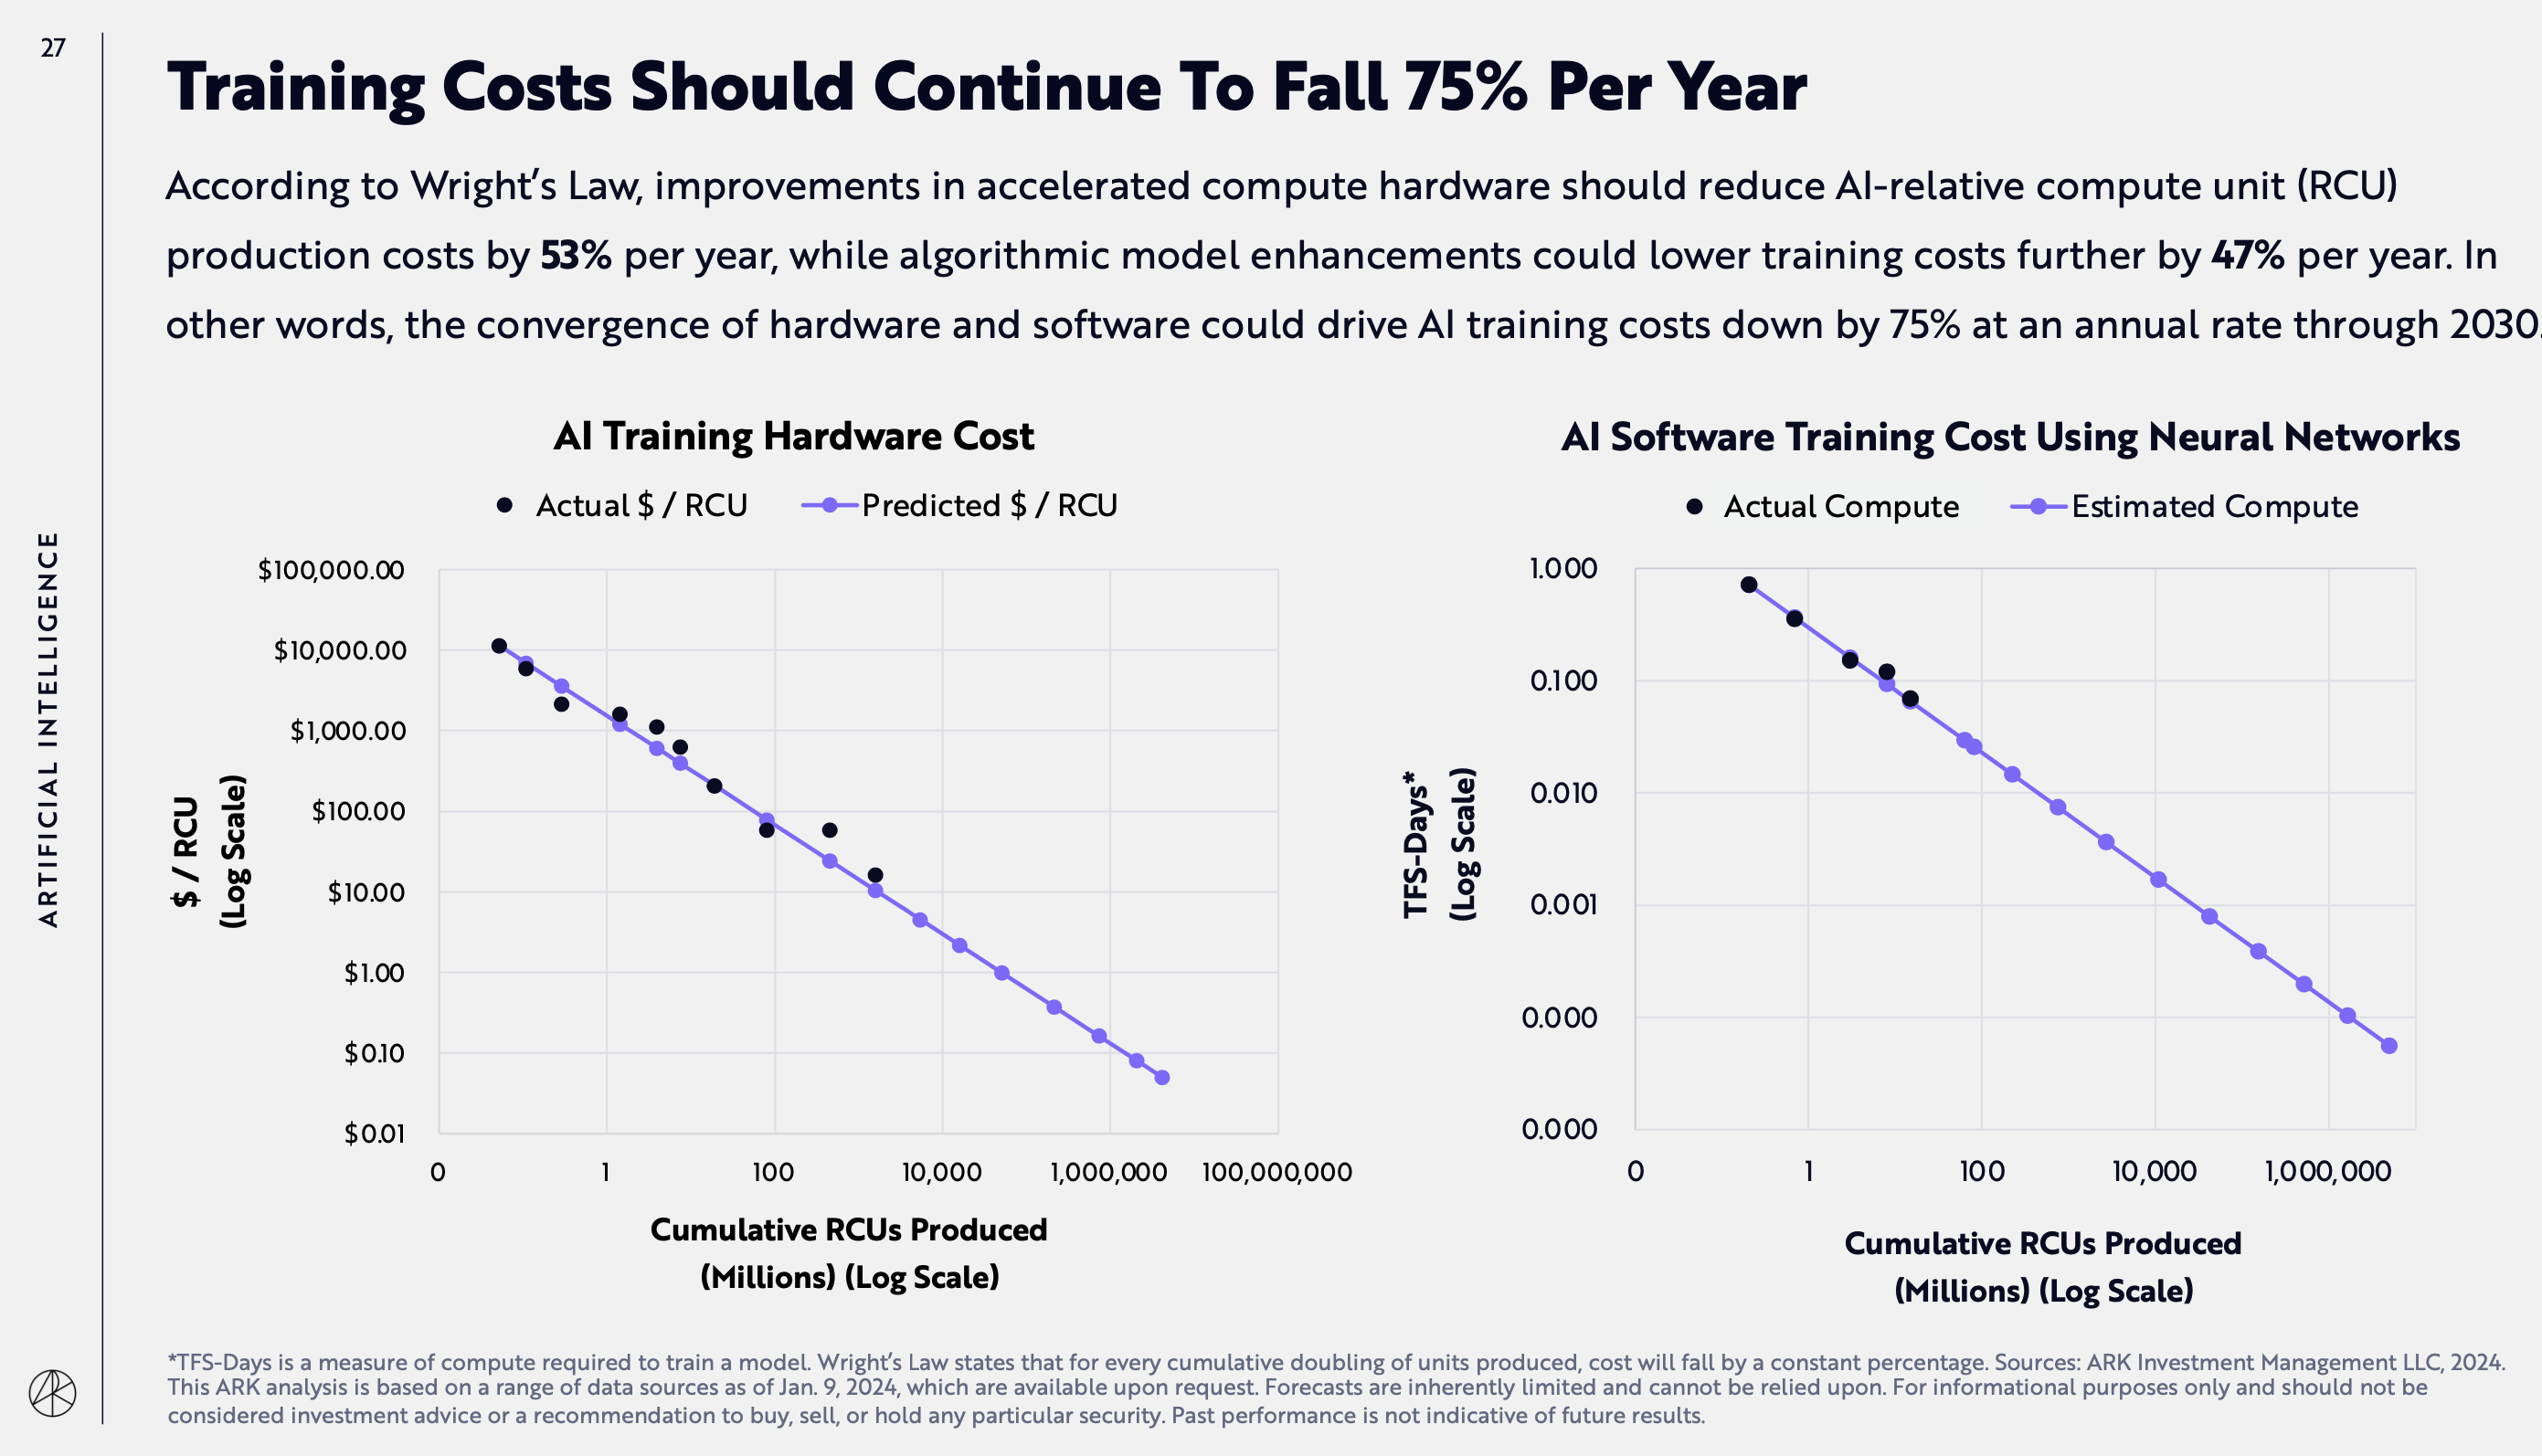 27
Training Costs Should Continue To Fall 75% Per Year
According to Wright’s Law, improvements in accelerated compute hardware should reduce AI-relative compute unit (RCU)
production costs by 53% per year, while algorithmic model enhancements could lower training costs further by 47% per year. In
other words, the convergence of hardware and software could drive AI training costs down by 75% at an annual rate through 2030.
ARTIFICIAL INTELLIGENCE
AI Training Hardware Cost
Actual $ / RCU
Predicted $ / RCU
$ / RCU
(Log Scale)
$100,000.00
$10,000.00
$1,000.00
$100.00
$10.00
$1.00
$0.10
$0.01
0
1
100
10,000
1,000,000
100,000,000
Cumulative RCUs Produced
(Millions) (Log Scale)
AI Software Training Cost Using Neural Networks
Actual Compute
Estimated Compute
TFS-Days*
(Log Scale)
1.000
0.100
0.010
0.001
0.000
0.000
0
1
100
10,000
1,000,000
Cumulative RCUs Produced
(Millions) (Log Scale)
*TFS-Days is a measure of compute required to train a model. Wright’s Law states that for every cumulative doubling of units produced, cost will fall by a constant percentage. Sources: ARK Investment Management LLC, 2024.
This ARK analysis is based on a range of data sources as of Jan. 9, 2024, which are available upon request. Forecasts are inherently limited and cannot be relied upon. For informational purposes only and should not be
considered investment advice or a recommendation to buy, sell, or hold any particular security. Past performance is not indicative of future results.